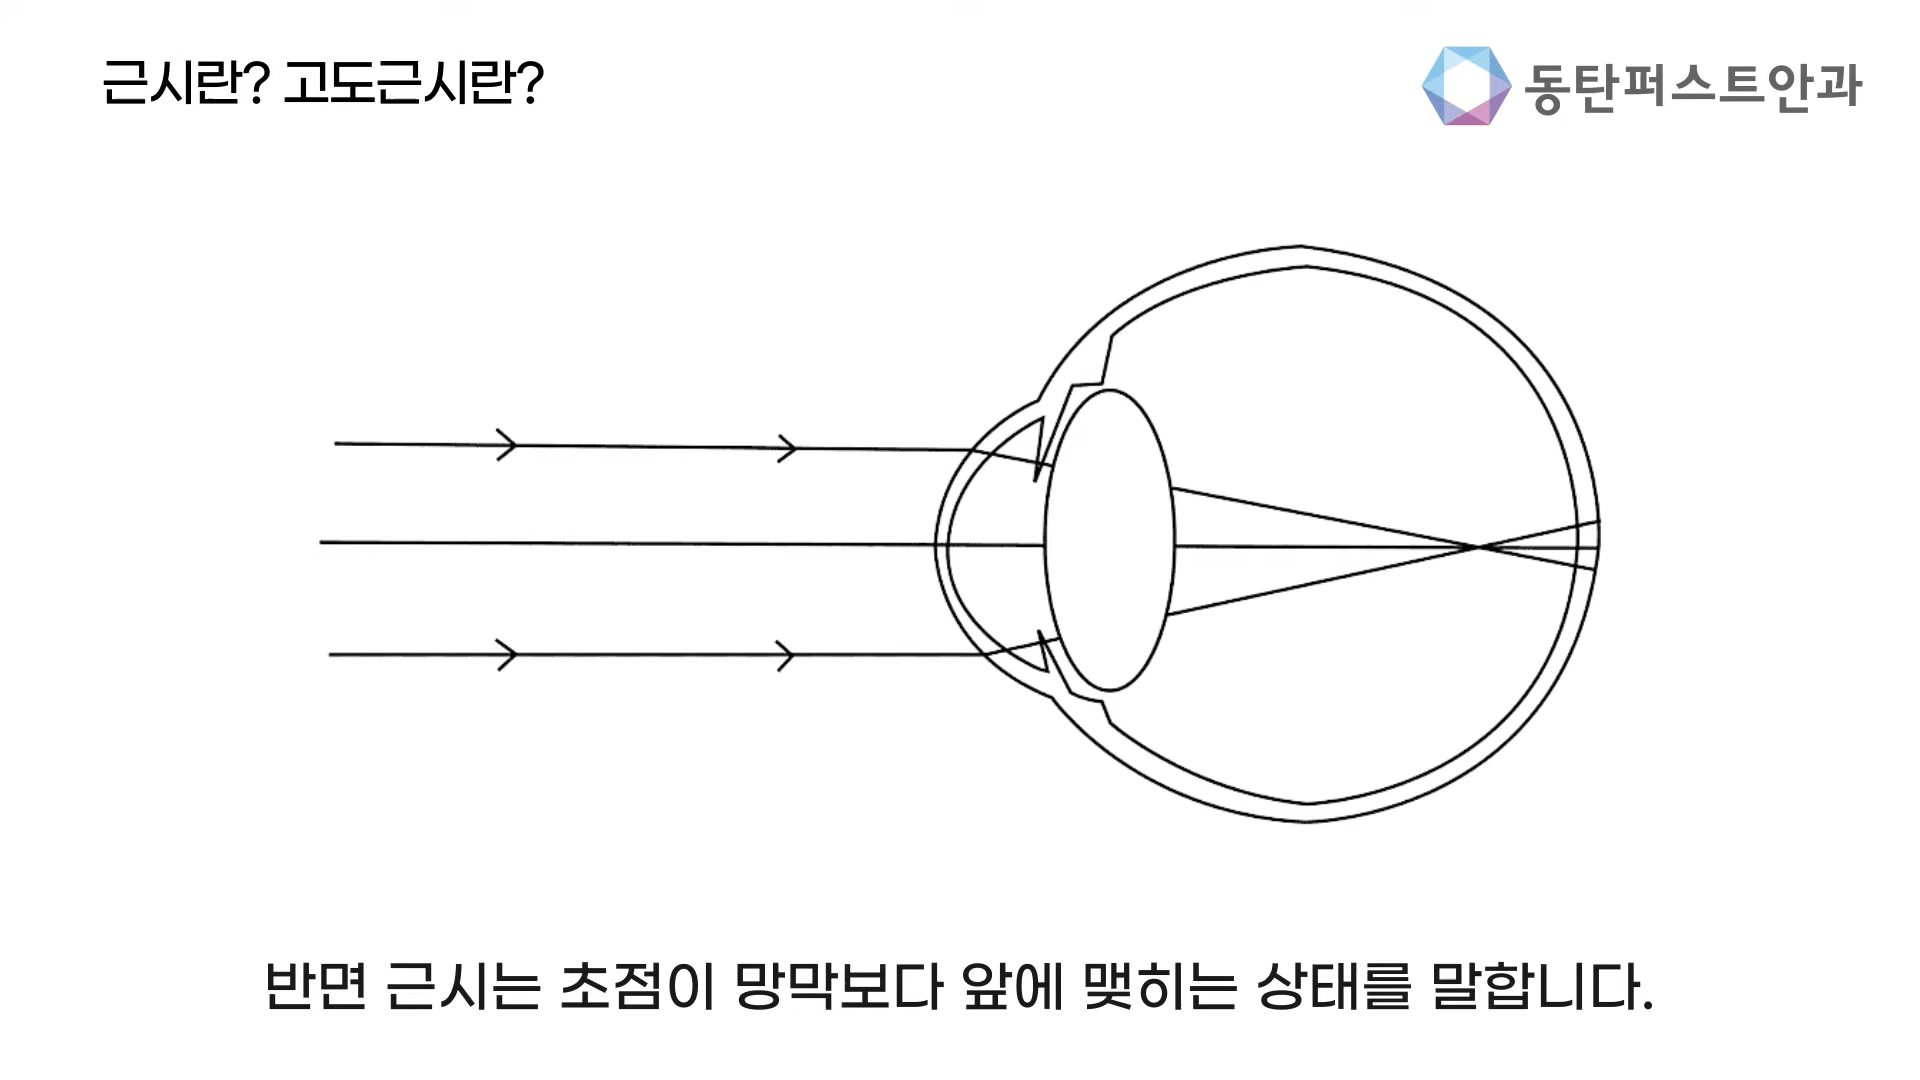 근시란? 고도근시란?
동탄퍼스트안과
반면 근시는 초점이 망막보다 앞에 맺히는 상태를 말합니다.